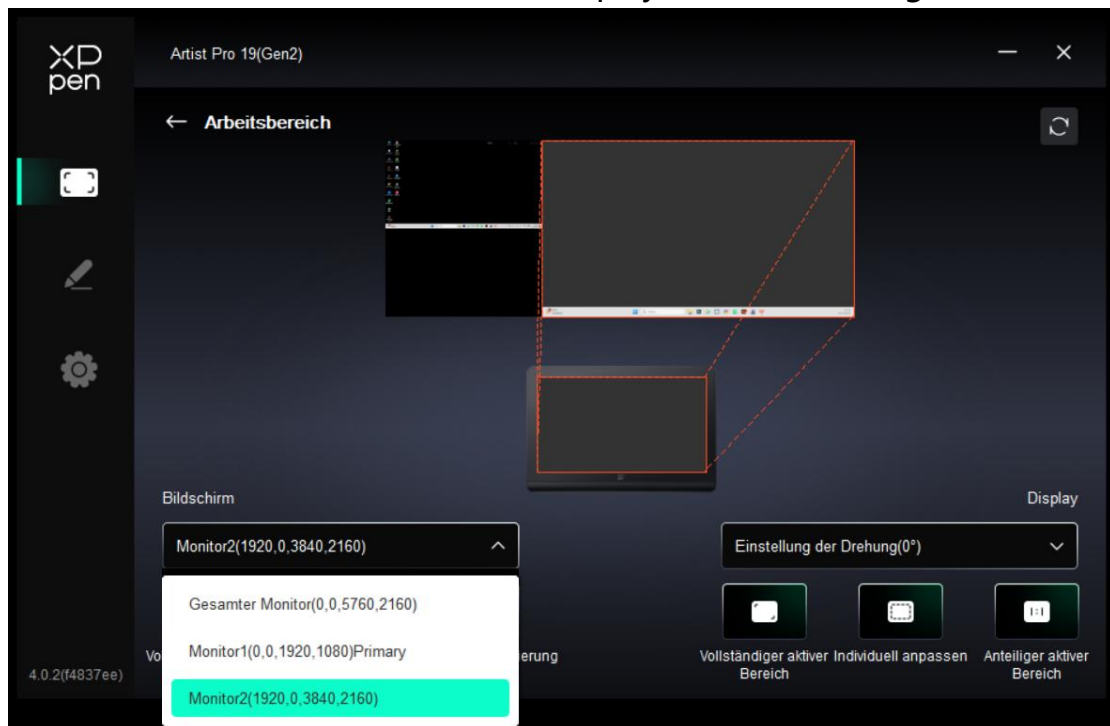 XP
pen
Artist Pro 19(Gen2)
← Arbeitsbereich
Bildschirm
Display
Monitor2(1920,0,3840,2160)
Einstellung der Drehung(0°)
Gesamter Monitor(0,0,5760,2160)
Monitor1(0,0,1920,1080)Primary
Monitor2(1920,0,3840,2160)
1:1
Vo
erung
Vollständiger aktiver
Bereich
Individuell anpassen
Anteiliger aktiver
Bereich
4.0.2(f4837ee)